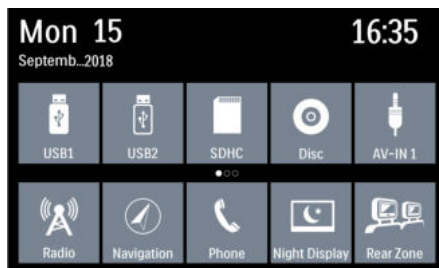 Mon 15 16:35
Septemb...2018
USB1 USB2 SDHC Disc AV-IN 1
Radio Navigation Phone Night Display Rear Zone